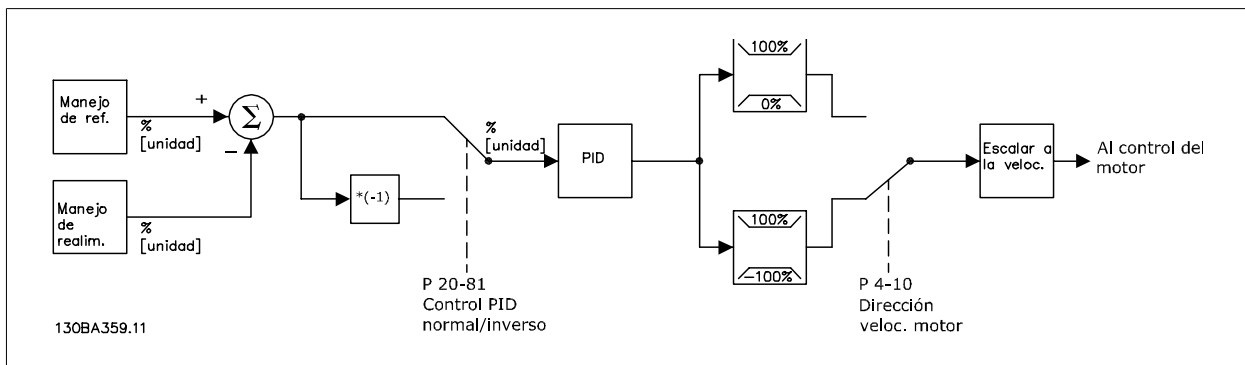 Manejo
de ref.
+
%
[unidad]
Σ
−
Manejo
de
realim.
%
[unidad]
*(-1)
%
[unidad]
P 20-81
Control PID
normal/inverso
PID
100%
0%
100%
−100%
P 4-10
Dirección
veloc. motor
Escalar a
la veloc.
Al control del
motor
130BA359.11